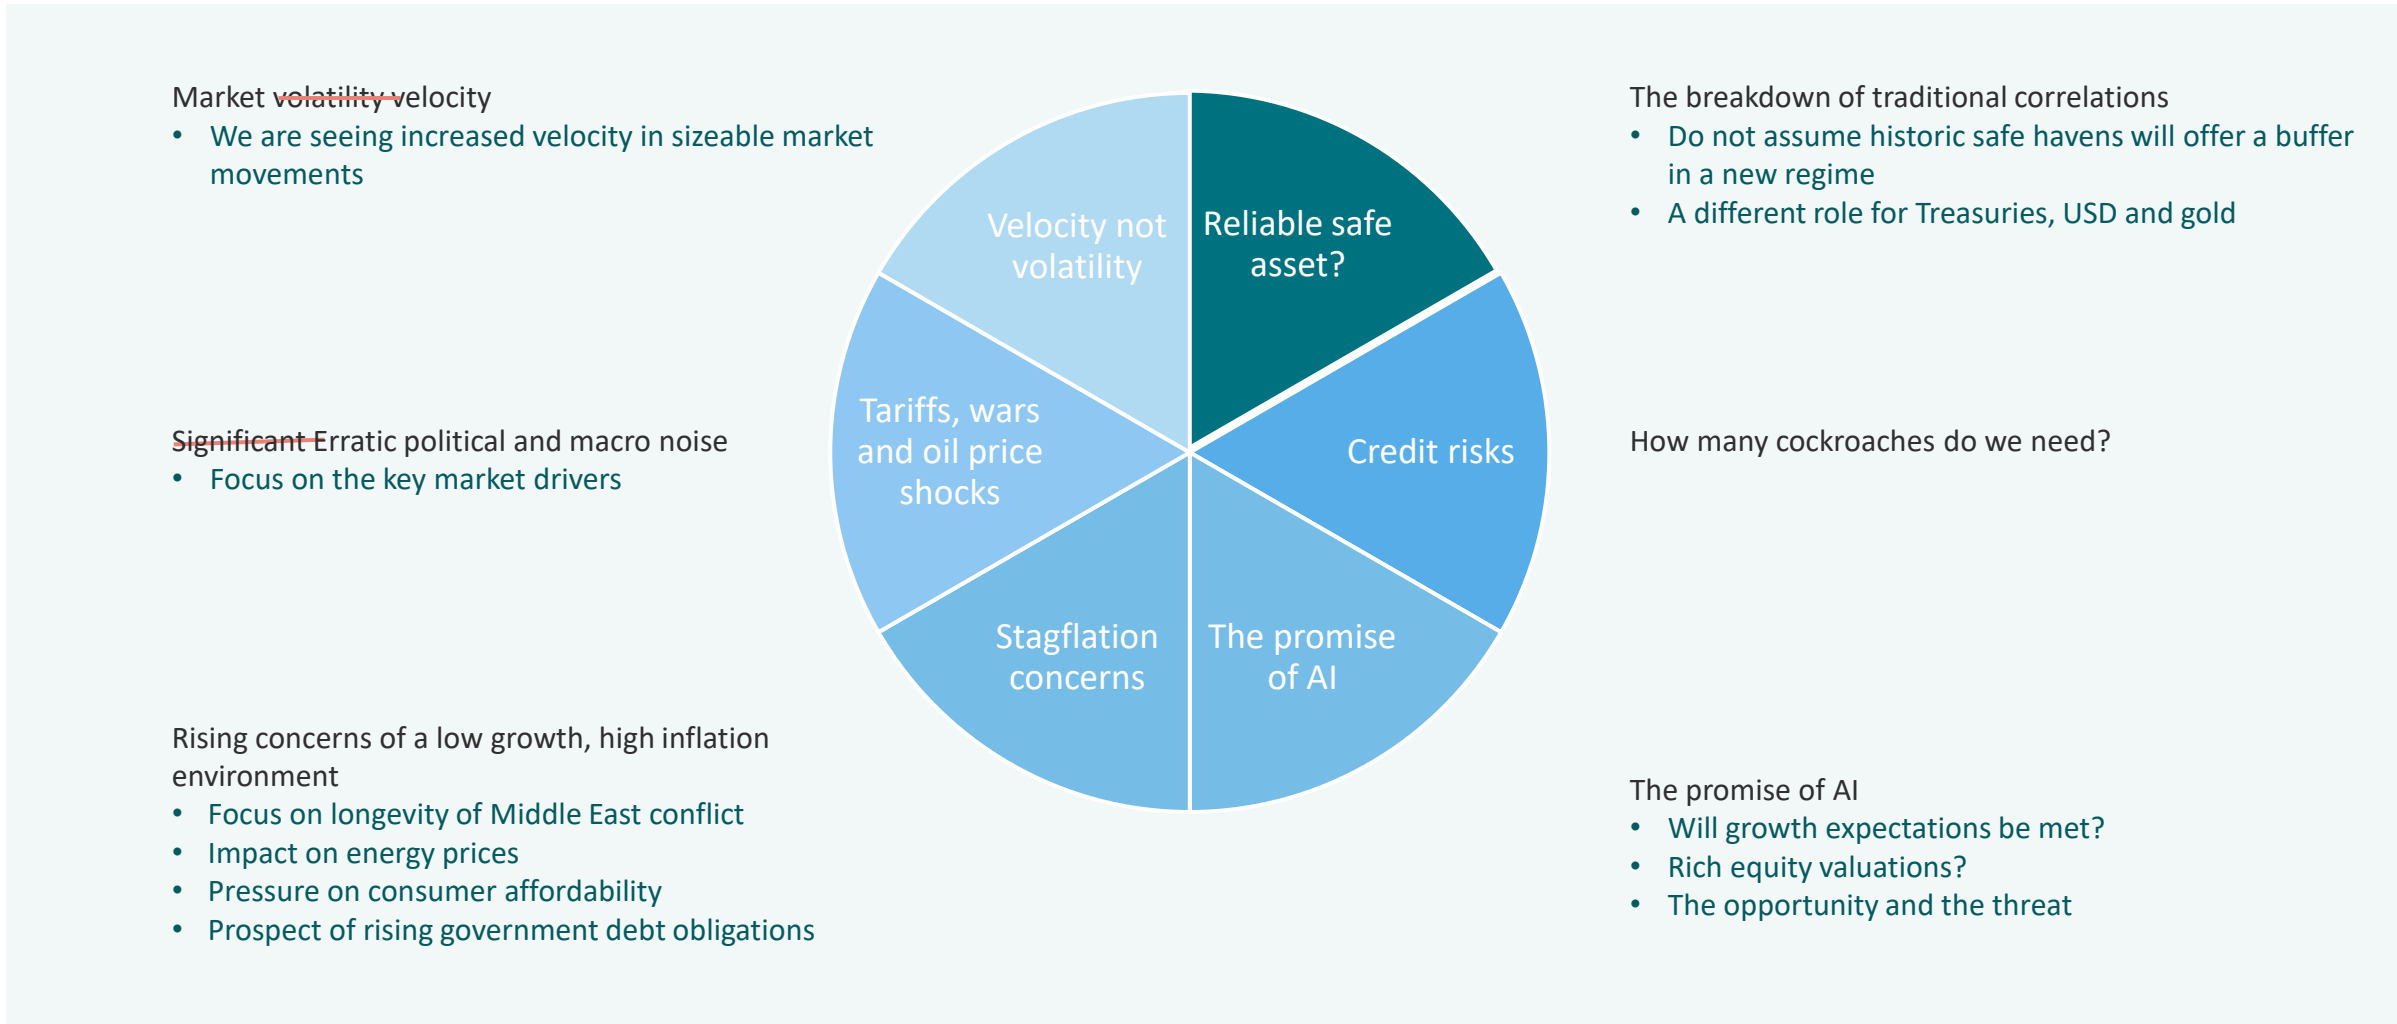 Market volatility velocity
• We are seeing increased velocity in sizeable market
movements
Significant Erratic political and macro noise
• Focus on the key market drivers
Rising concerns of a low growth, high inflation
environment
• Focus on longevity of Middle East conflict
• Impact on energy prices
• Pressure on consumer affordability
• Prospect of rising government debt obligations
Velocity not
volatility
Reliable safe
asset?
Tariffs, wars
and oil price
shocks
Credit risks
Stagflation
concerns
The promise
of AI
The breakdown of traditional correlations
• Do not assume historic safe havens will offer a buffer
in a new regime
• A different role for Treasuries, USD and gold
How many cockroaches do we need?
The promise of AI
• Will growth expectations be met?
• Rich equity valuations?
• The opportunity and the threat